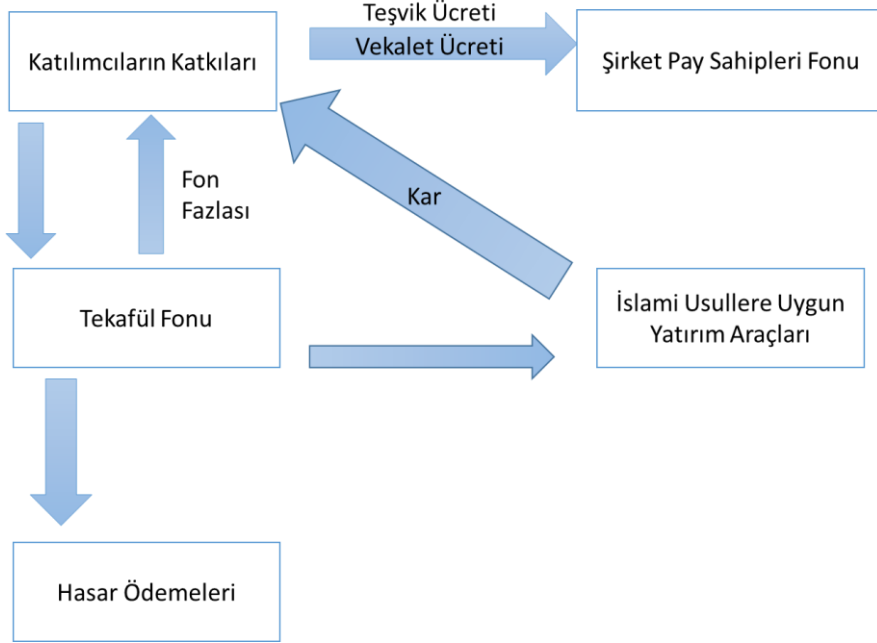 Teşvik Ücreti
Katılımcıların Katkıları
Vekalet Ücreti
Şirket Pay Sahipleri Fonu
Fon
Fazlası
Kar
Tekafül Fonu
İslami Usullere Uygun
Yatırım Araçları
Hasar Ödemeleri